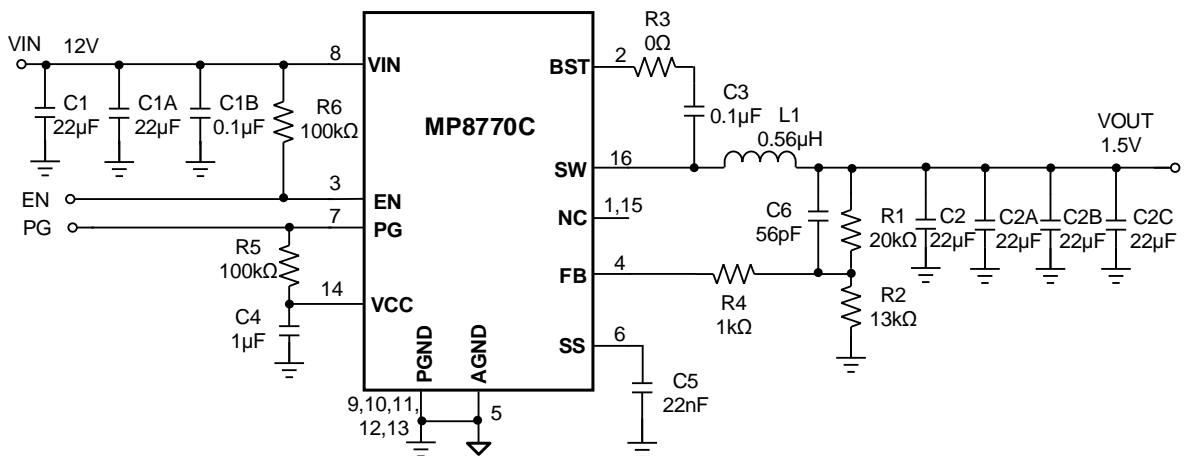 VIN
12V
8
VIN
C1
22µF
C1A
22µF
C1B
0.1µF
R6
100kΩ
EN
3
EN
PG
7
PG
R5
100kΩ
14
VCC
C4
1µF
MP8770C
PGND
AGND
9,10,11,
12,13
5
BST
2
R3
0Ω
C3
0.1µF
SW
16
L1
0.56µH
VOUT
1.5V
NC
1,15
C6
56pF
R1
20kΩ
C2
22µF
C2A
22µF
C2B
22µF
C2C
22µF
FB
4
R4
1kΩ
R2
13kΩ
SS
6
C5
22nF